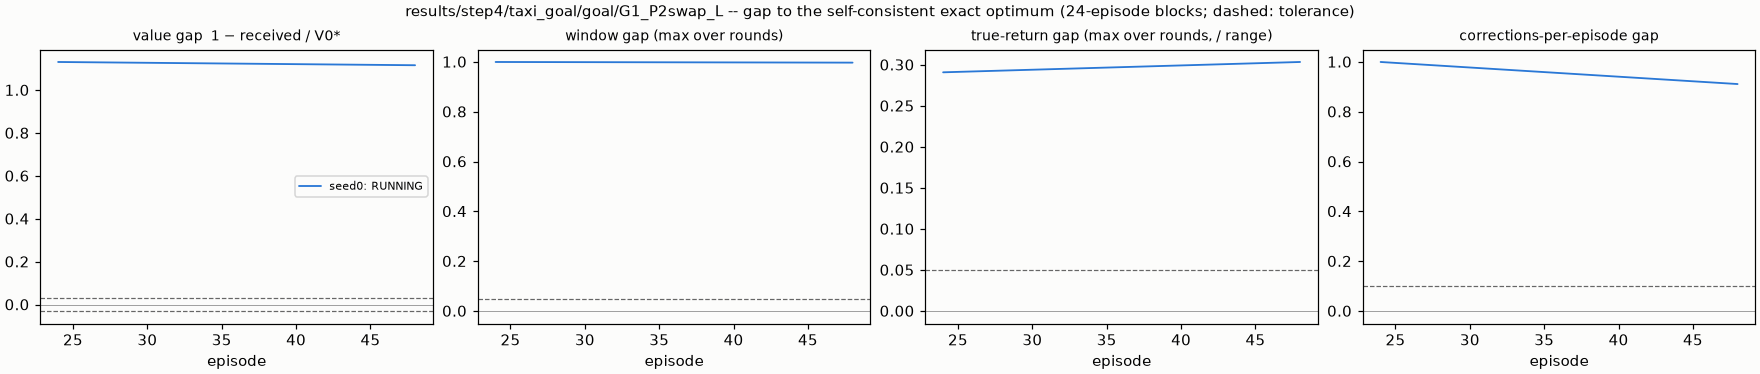 results/step4/taxi_goal/goal/G1_P2swap_L -- gap to the self-consistent exact optimum (24-episode blocks; dashed: tolerance)
value gap 1 − received / V0*
1.0
0.8
0.6
0.4
0.2
0.0
seed0: RUNNING
25 30 35 40 45
episode
window gap (max over rounds)
1.0
0.8
0.6
0.4
0.2
0.0
25 30 35 40 45
episode
true-return gap (max over rounds, / range)
0.30
0.25
0.20
0.15
0.10
0.05
0.00
25 30 35 40 45
episode
corrections-per-episode gap
1.0
0.8
0.6
0.4
0.2
0.0
25 30 35 40 45
episode